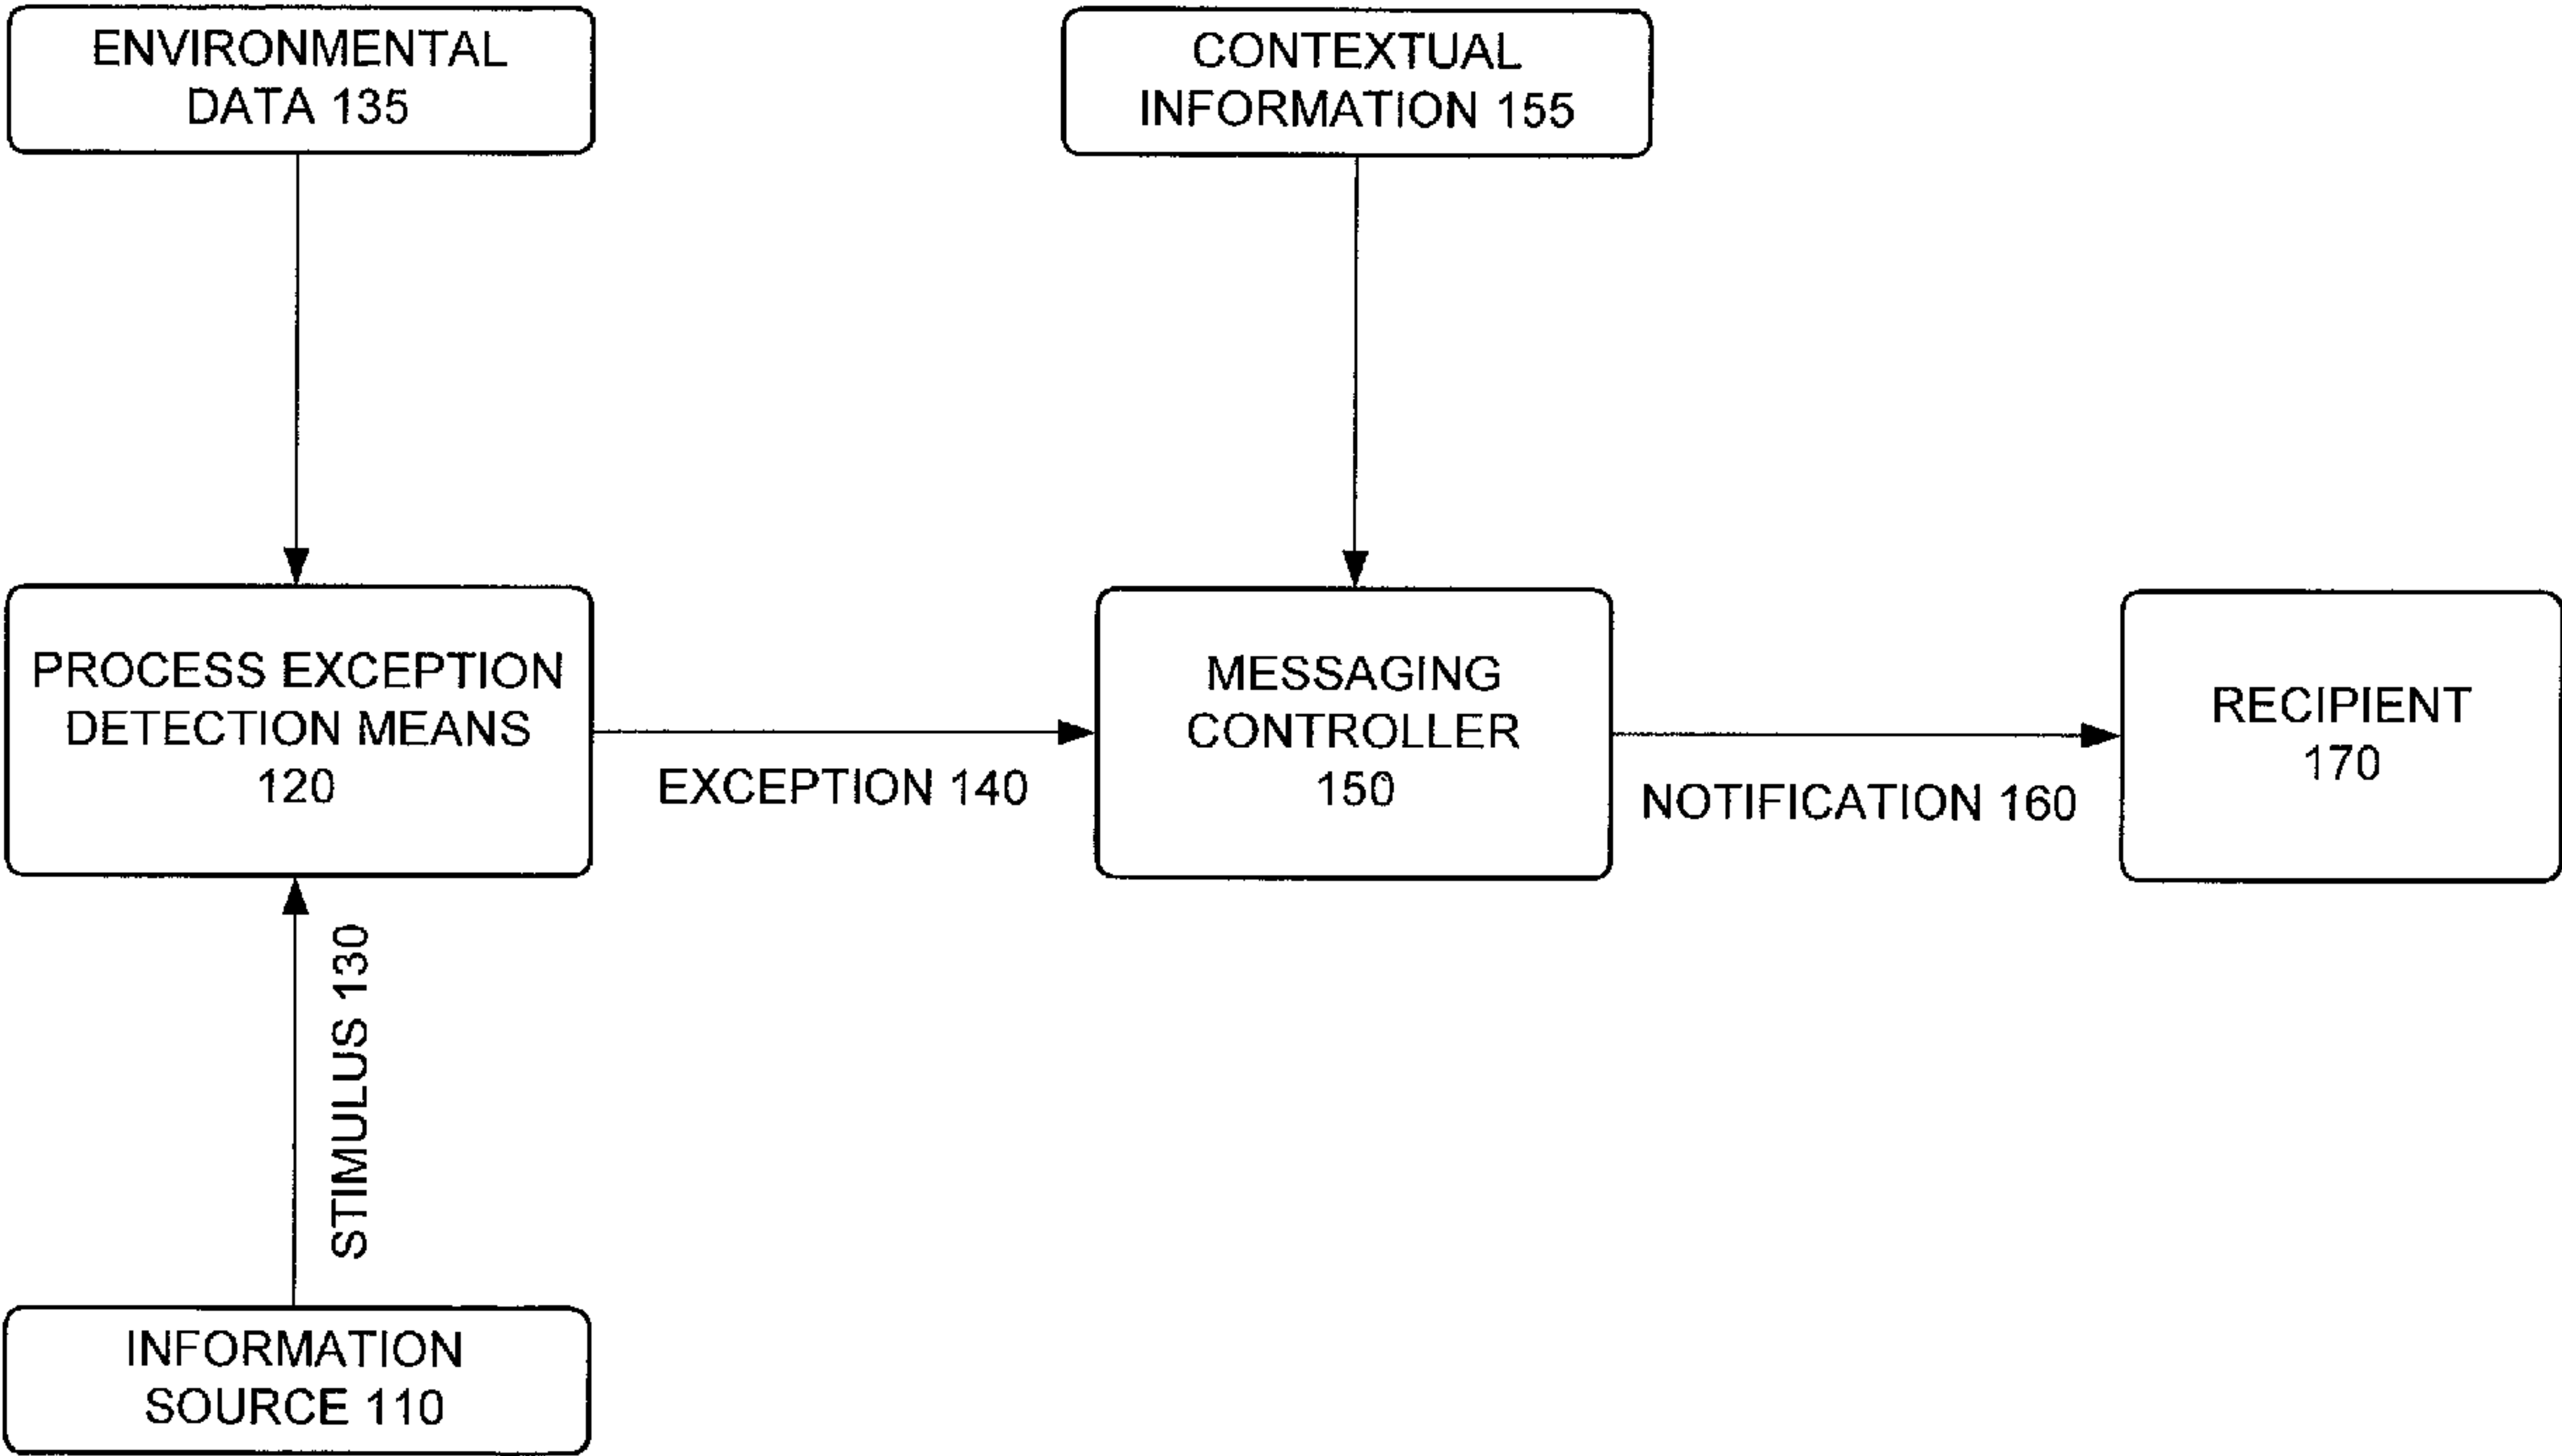 ENVIRONMENTAL
DATA 135
CONTEXTUAL
INFORMATION 155
PROCESS EXCEPTION
DETECTION MEANS
120
EXCEPTION 140
MESSAGING
CONTROLLER
150
NOTIFICATION 160
RECIPIENT
170
STIMULUS 130
INFORMATION
SOURCE 110